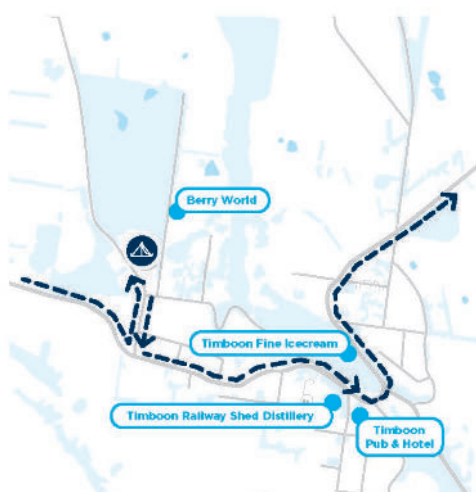 Berry World
Timboon Fine Icecream
Timboon Railway Shed Distillery
Timboon
Pub & Hotel